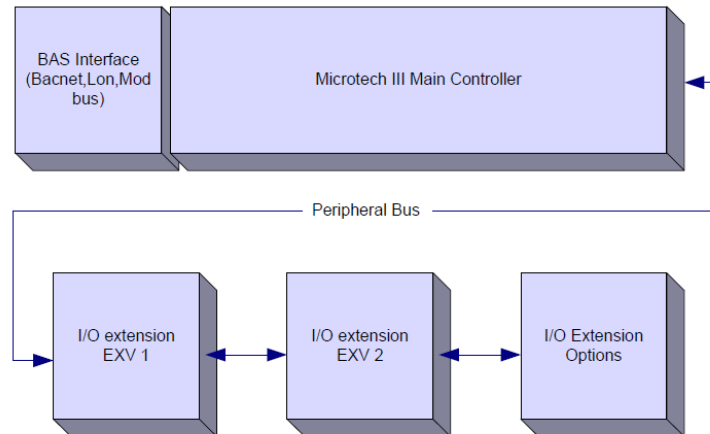 BAS Interface
(Bacnet,Lon,Mod
bus)
Microtech III Main Controller
Peripheral Bus
I/O extension
EXV 1
I/O extension
EXV 2
I/O Extension
Options